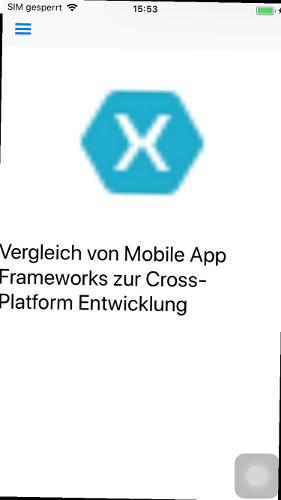 SIM gesperrt 15:53
X
Vergleich von Mobile App
Frameworks zur Cross-
Platform Entwicklung